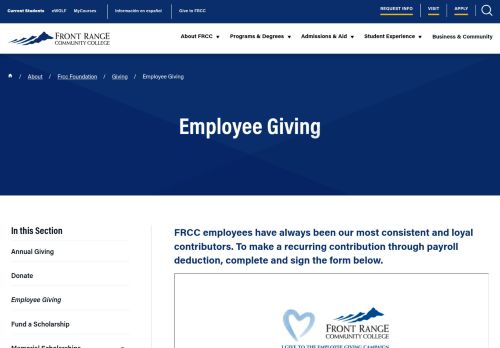 Current Students eWOLF MyCourses Información en español Give to FRCC REQUEST INFO VISIT APPLY
FRONT RANGE
COMMUNITY COLLEGE
About FRCC Programs & Degrees Admissions & Aid Student Experience Business & Community
/ About / Frcc Foundation / Giving / Employee Giving
Employee Giving
In this Section
Annual Giving
Donate
Employee Giving
Fund a Scholarship
Memorial Scholarships
FRCC employees have always been our most consistent and loyal
contributors. To make a recurring contribution through payroll
deduction, complete and sign the form below.
FRONT RANGE
COMMUNITY COLLEGE
I GIVE TO THE EMPLOYEE GIVING CAMPAIGN